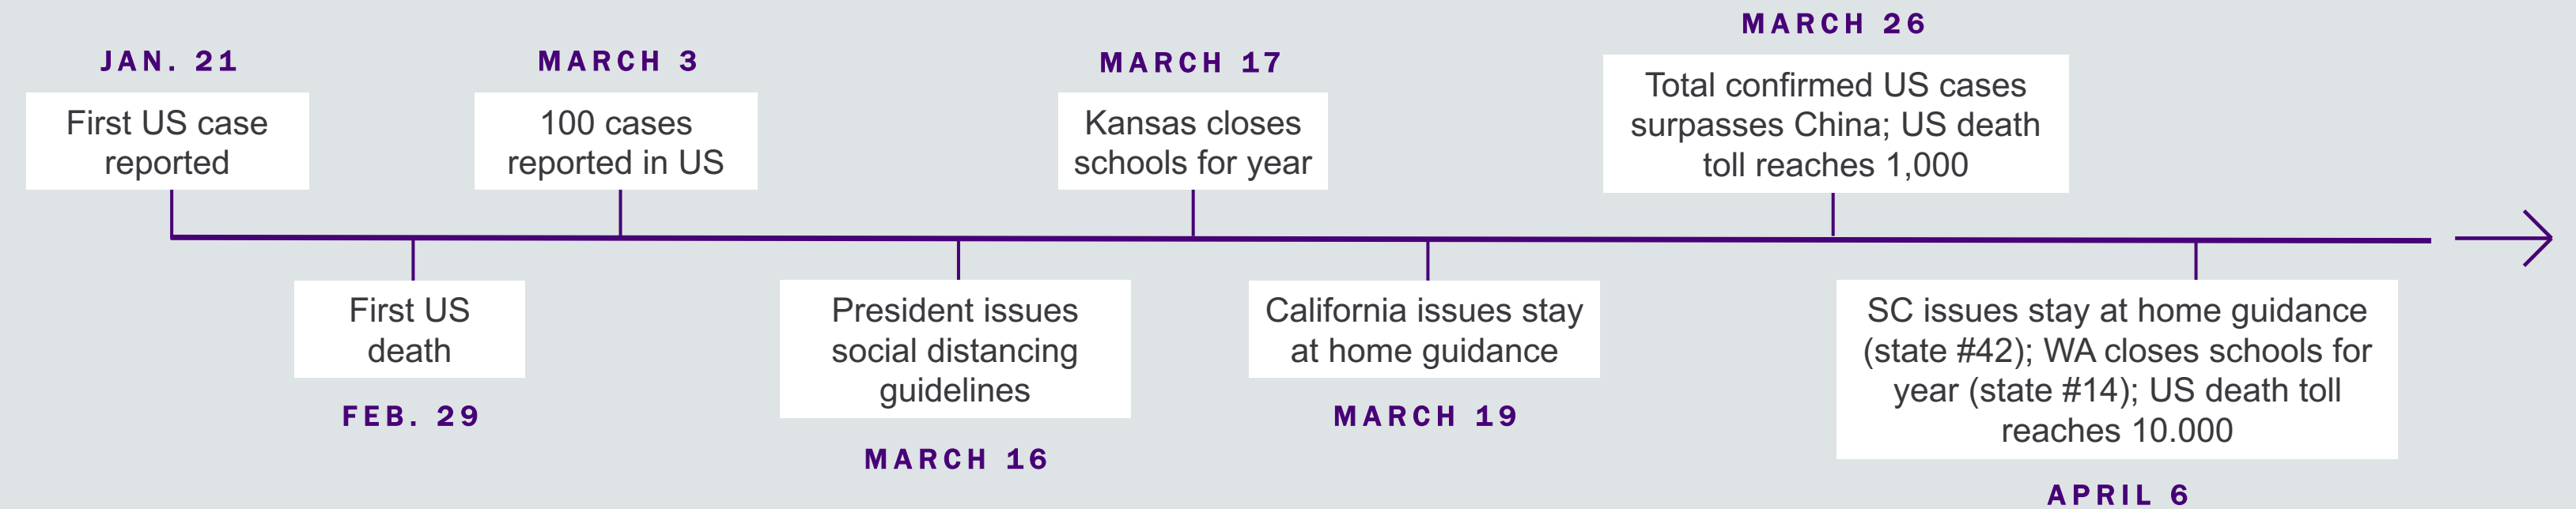 JAN. 21
First US case
reported
First US
death
FEB. 29
MARCH 3
100 cases
reported in US
President issues
social distancing
guidelines
MARCH 16
MARCH 17
Kansas closes
schools for year
California issues stay
at home guidance
MARCH 19
MARCH 26
Total confirmed US cases
surpasses China; US death
toll reaches 1,000
SC issues stay at home guidance
(state #42); WA closes schools for
year (state #14); US death toll
reaches 10.000
APRIL 6